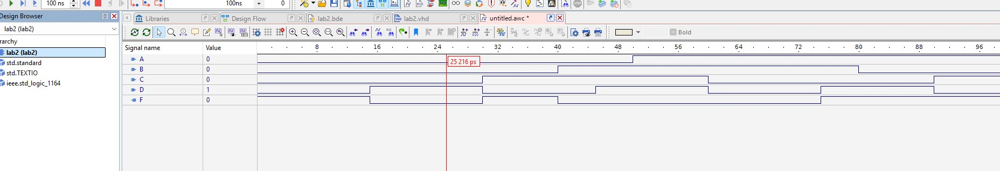 100 ns 100ns + 0
Design Browser
lab2 (lab2)
rarchy
lab2 (lab2)
std.standard
std.TEXTIO
ieee.std_logic_1164
Libraries Design Flow lab2.bde lab2.vhd untitled.awc *
Bold
Signal name Value 8 16 24 32 40 48 56 64 72 80 88 96
A 0
25 216 ps
B 0
C 0
D 1
F 0